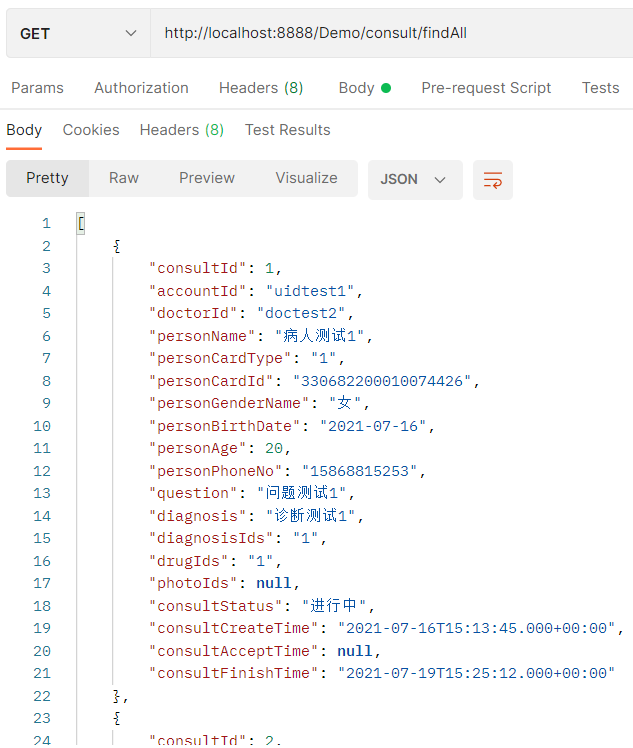 GET http://localhost:8888/Demo/consult/findAll
Params Authorization Headers (8) Body Pre-request Script Tests
Body Cookies Headers (8) Test Results
Pretty Raw Preview Visualize JSON
1 [
2 {
3 "consultId": 1,
4 "accountId": "uidtest1",
5 "doctorId": "doctest2",
6 "personName": "病人测试1",
7 "personCardType": "1",
8 "personCardId": "330682200010074426",
9 "personGenderName": "女",
10 "personBirthDate": "2021-07-16",
11 "personAge": 20,
12 "personPhoneNo": "15868815253",
13 "question": "问题测试1",
14 "diagnosis": "诊断测试1",
15 "diagnosisIds": "1",
16 "drugIds": "1",
17 "photoIds": null,
18 "consultStatus": "进行中",
19 "consultCreateTime": "2021-07-16T15:13:45.000+00:00",
20 "consultAcceptTime": null,
21 "consultFinishTime": "2021-07-19T15:25:12.000+00:00"
22 },
23 {
24 "consultId": 2,